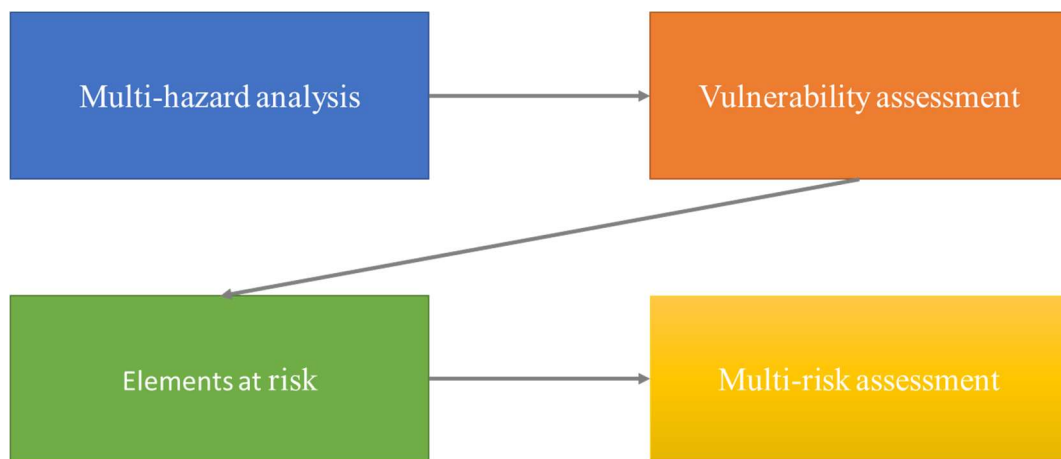 Multi-hazard analysis
Vulnerability assessment
Elements at risk
Multi-risk assessment